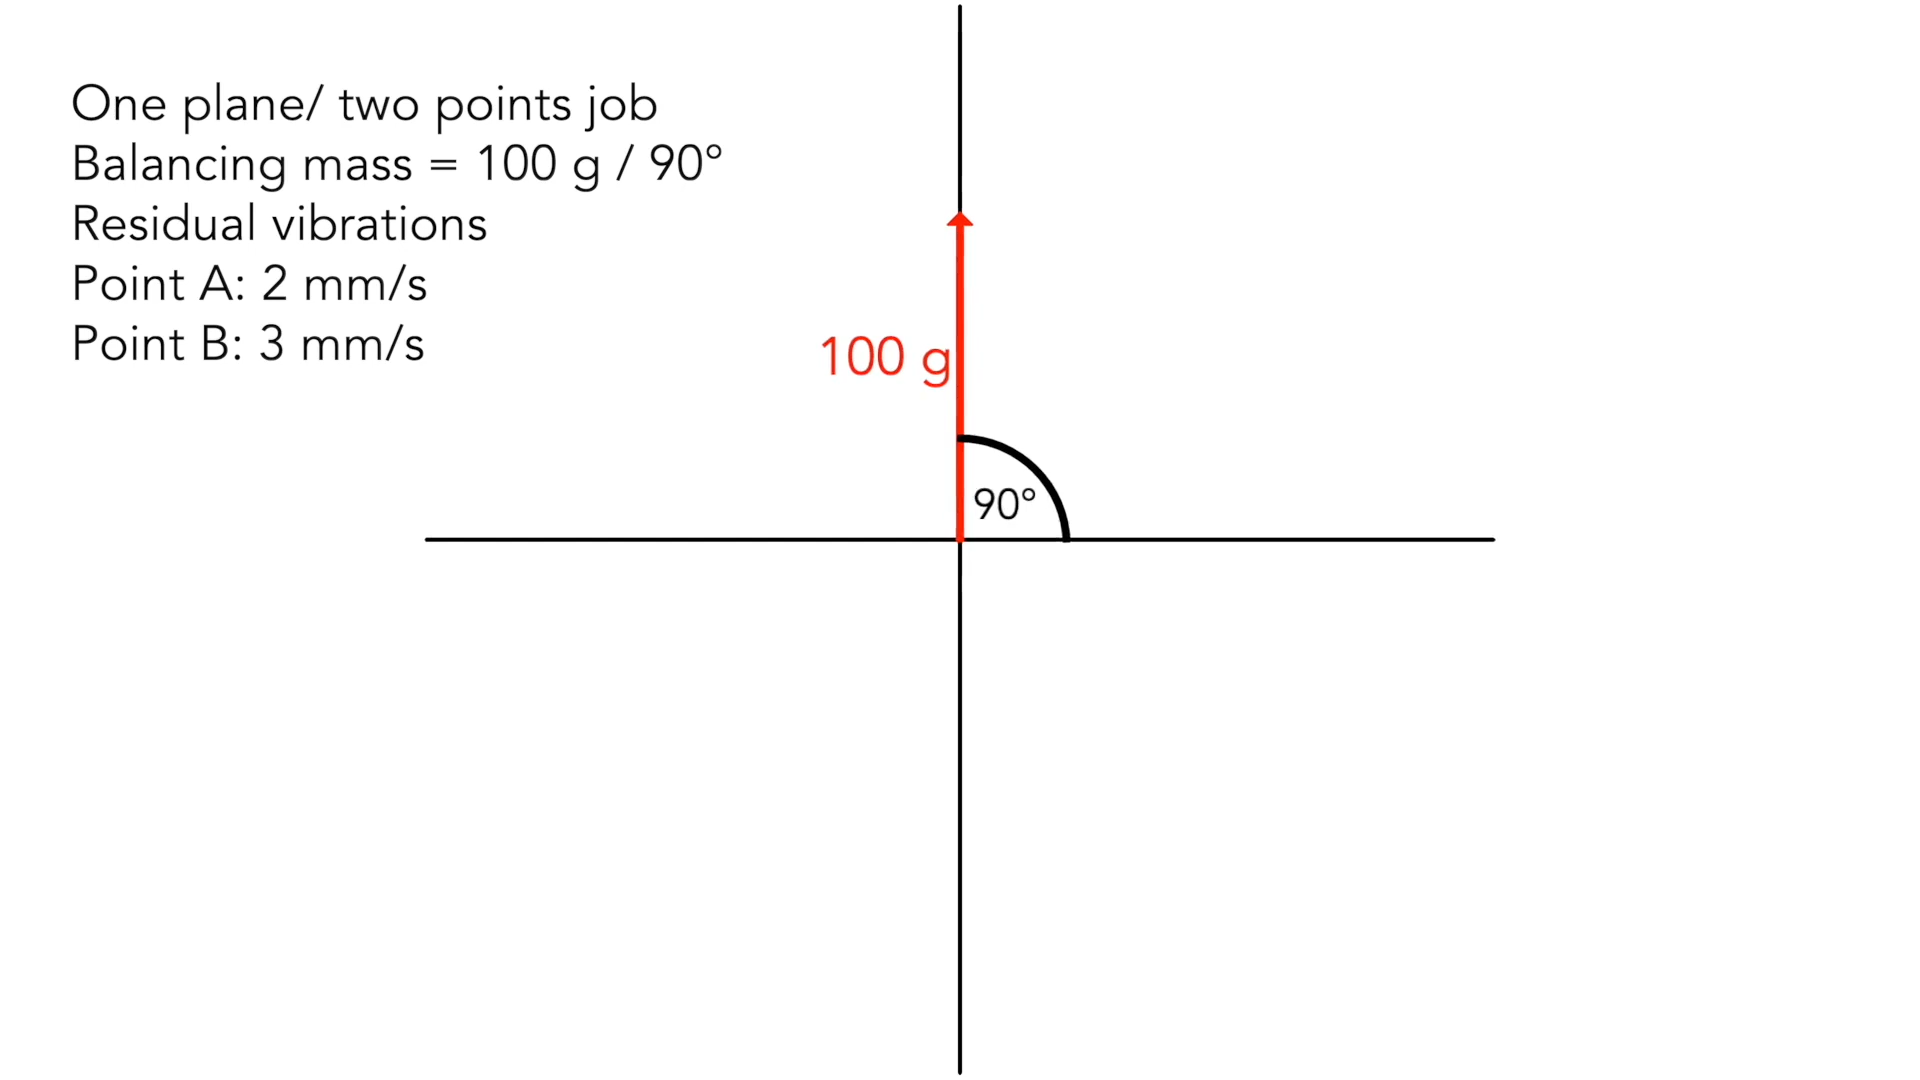 One plane/ two points job
Balancing mass = 100 g / 90°
Residual vibrations
Point A: 2 mm/s
Point B: 3 mm/s
100 g
90°